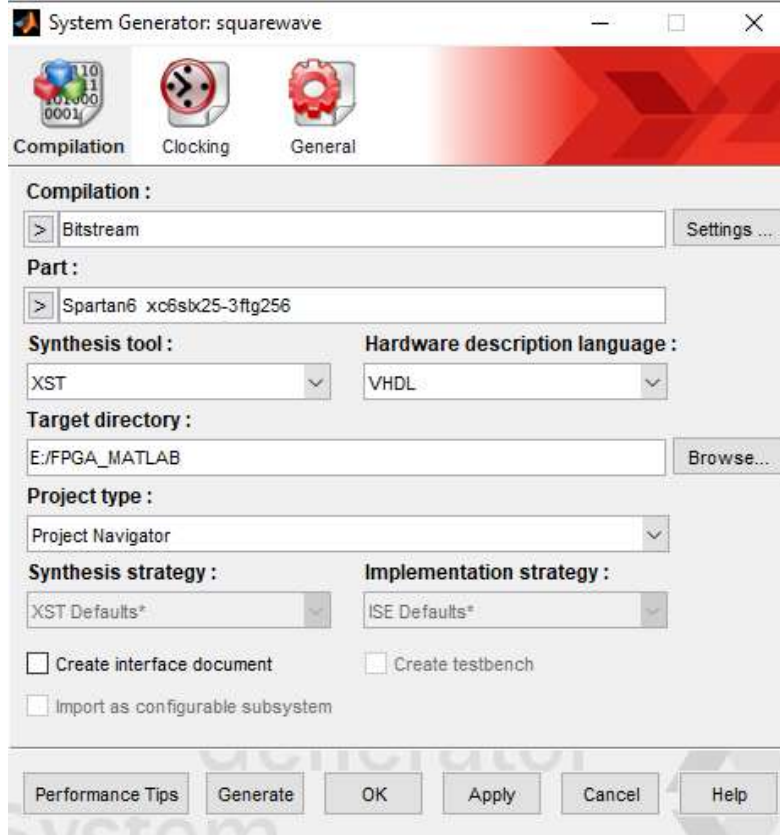 System Generator: squarewave
Compilation Clocking General
Compilation :
> Bitstream Settings ...
Part :
> Spartan6 xc6slx25-3ftg256
Synthesis tool : Hardware description language :
XST VHDL
Target directory :
E:/FPGA_MATLAB Browse...
Project type :
Project Navigator
Synthesis strategy : Implementation strategy :
XST Defaults* ISE Defaults*
Create interface document Create testbench
Import as configurable subsystem
Generator
Performance Tips Generate OK Apply Cancel Help
System